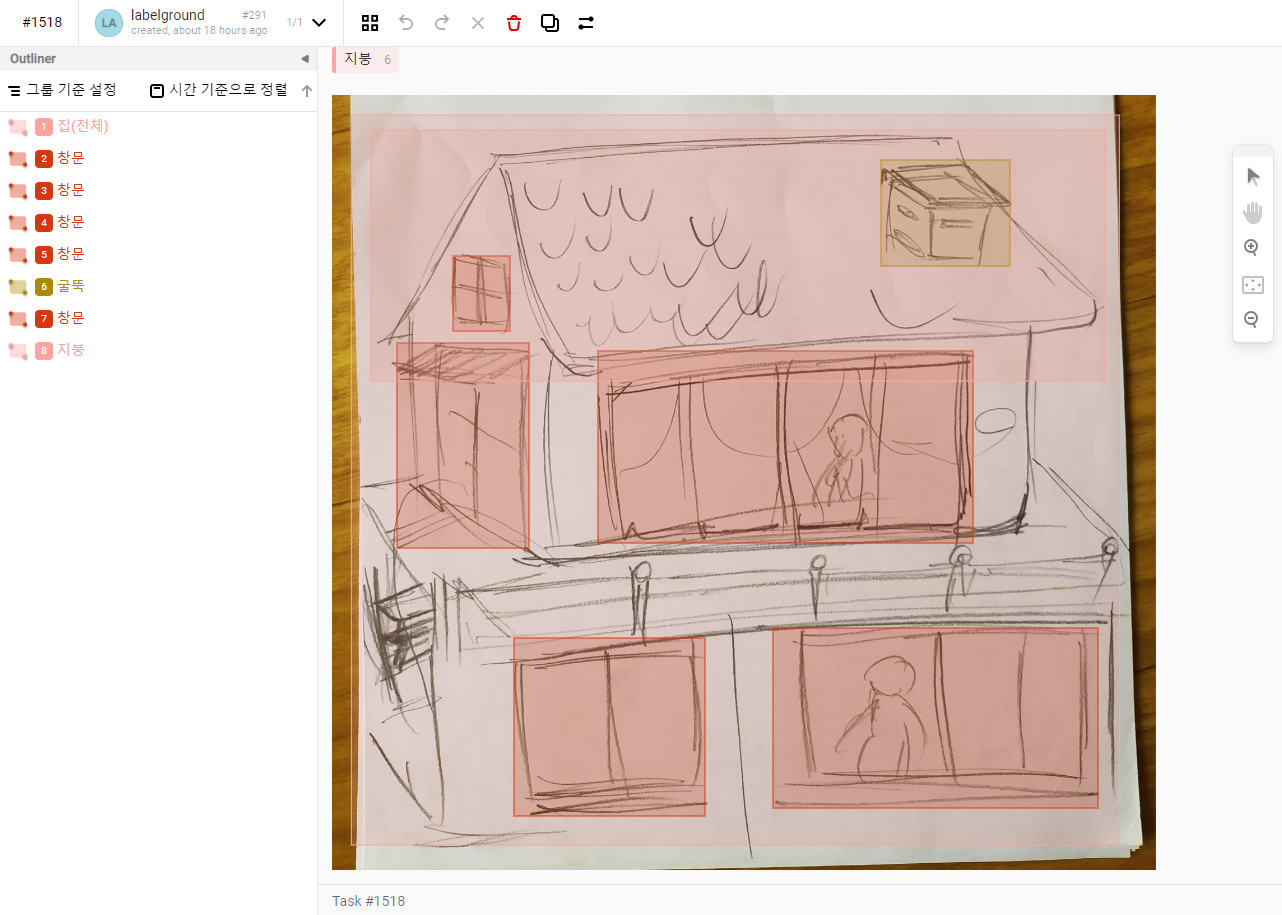 #1518
LA
labelground
#291
created, about 18 hours ago
1/1
Outliner
그룹 기준 설정
시간 기준으로 정렬
1 집(전체)
2 창문
3 창문
4 창문
5 창문
6 굴뚝
7 창문
8 지붕
지붕 6
Task #1518